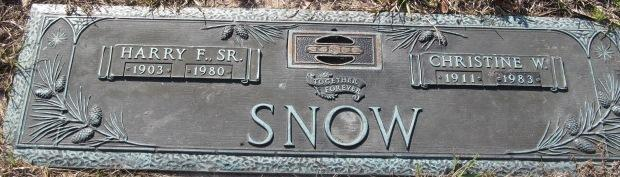 HARRY F., SR.
1903 1980
TOGETHER
FOREVER
CHRISTINE W.
1911 1983
SNOW